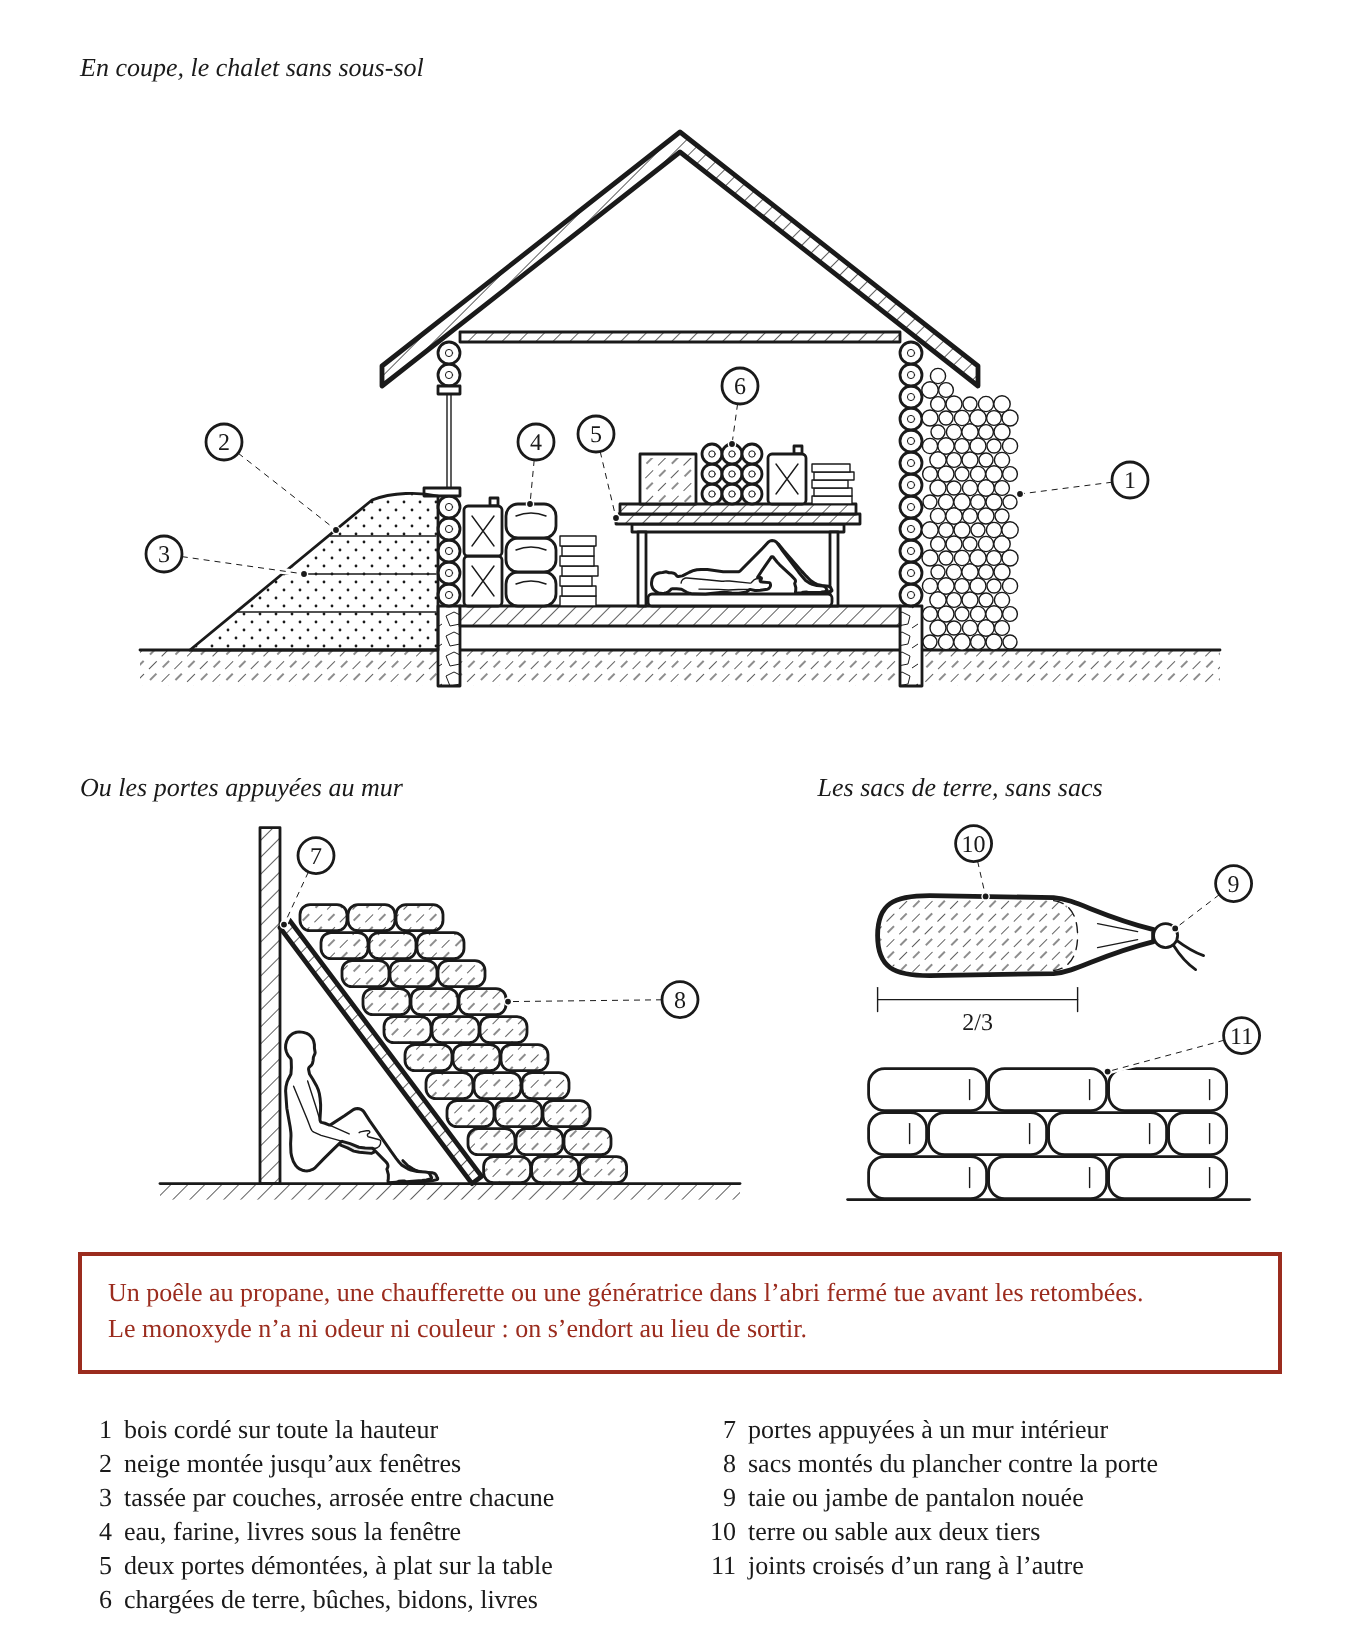 En coupe, le chalet sans sous-sol
6
2
4
5
1
3
Ou les portes appuyées au mur
7
8
Les sacs de terre, sans sacs
10
9
2/3
11
Un poêle au propane, une chaufferette ou une génératrice dans l’abri fermé tue avant les retombées.
Le monoxyde n’a ni odeur ni couleur : on s’endort au lieu de sortir.
1 bois cordé sur toute la hauteur
2 neige montée jusqu’aux fenêtres
3 tassée par couches, arrosée entre chacune
4 eau, farine, livres sous la fenêtre
5 deux portes démontées, à plat sur la table
6 chargées de terre, bûches, bidons, livres
7 portes appuyées à un mur intérieur
8 sacs montés du plancher contre la porte
9 taie ou jambe de pantalon nouée
10 terre ou sable aux deux tiers
11 joints croisés d’un rang à l’autre